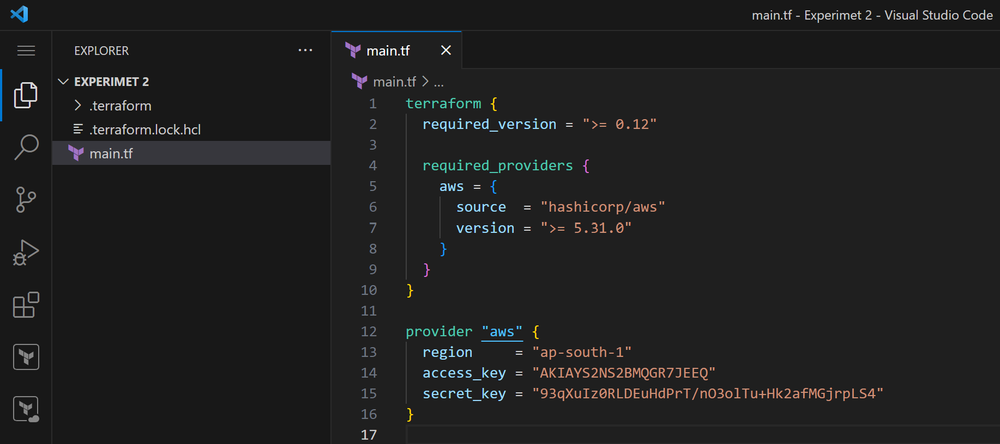 main.tf - Experimet 2 - Visual Studio Code
EXPLORER
EXPERIMET 2
.terraform
.terraform.lock.hcl
main.tf
main.tf
main.tf > ...
1 terraform {
2 required_version = ">= 0.12"
3
4 required_providers {
5 aws = {
6 source = "hashicorp/aws"
7 version = ">= 5.31.0"
8 }
9 }
10 }
11
12 provider "aws" {
13 region = "ap-south-1"
14 access_key = "AKIAYS2NS2BMQGR7JEEQ"
15 secret_key = "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"
16 }
17